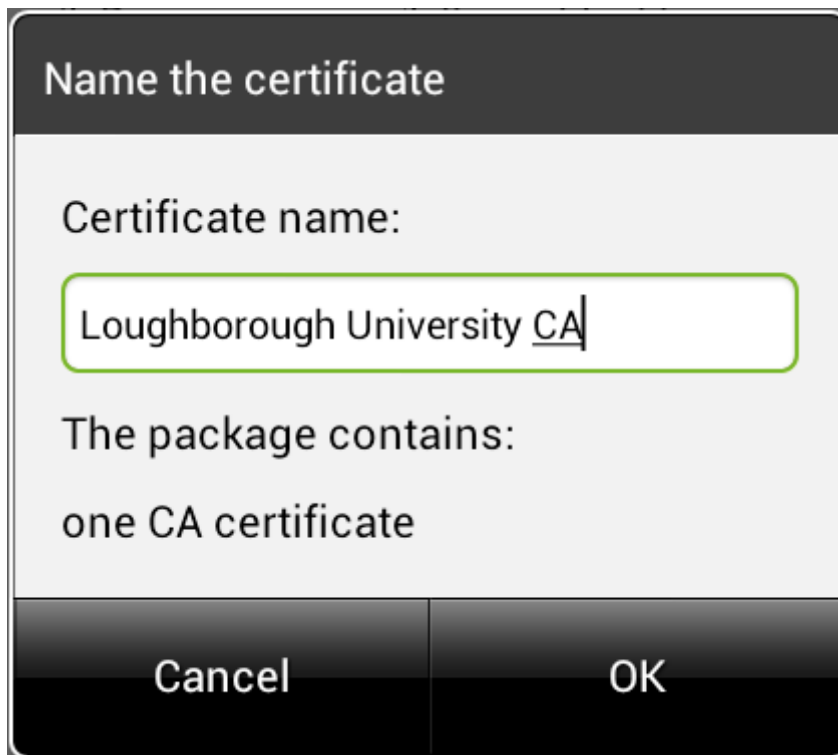 Name the certificate
Certificate name:
Loughborough University CA
The package contains:
one CA certificate
Cancel
OK